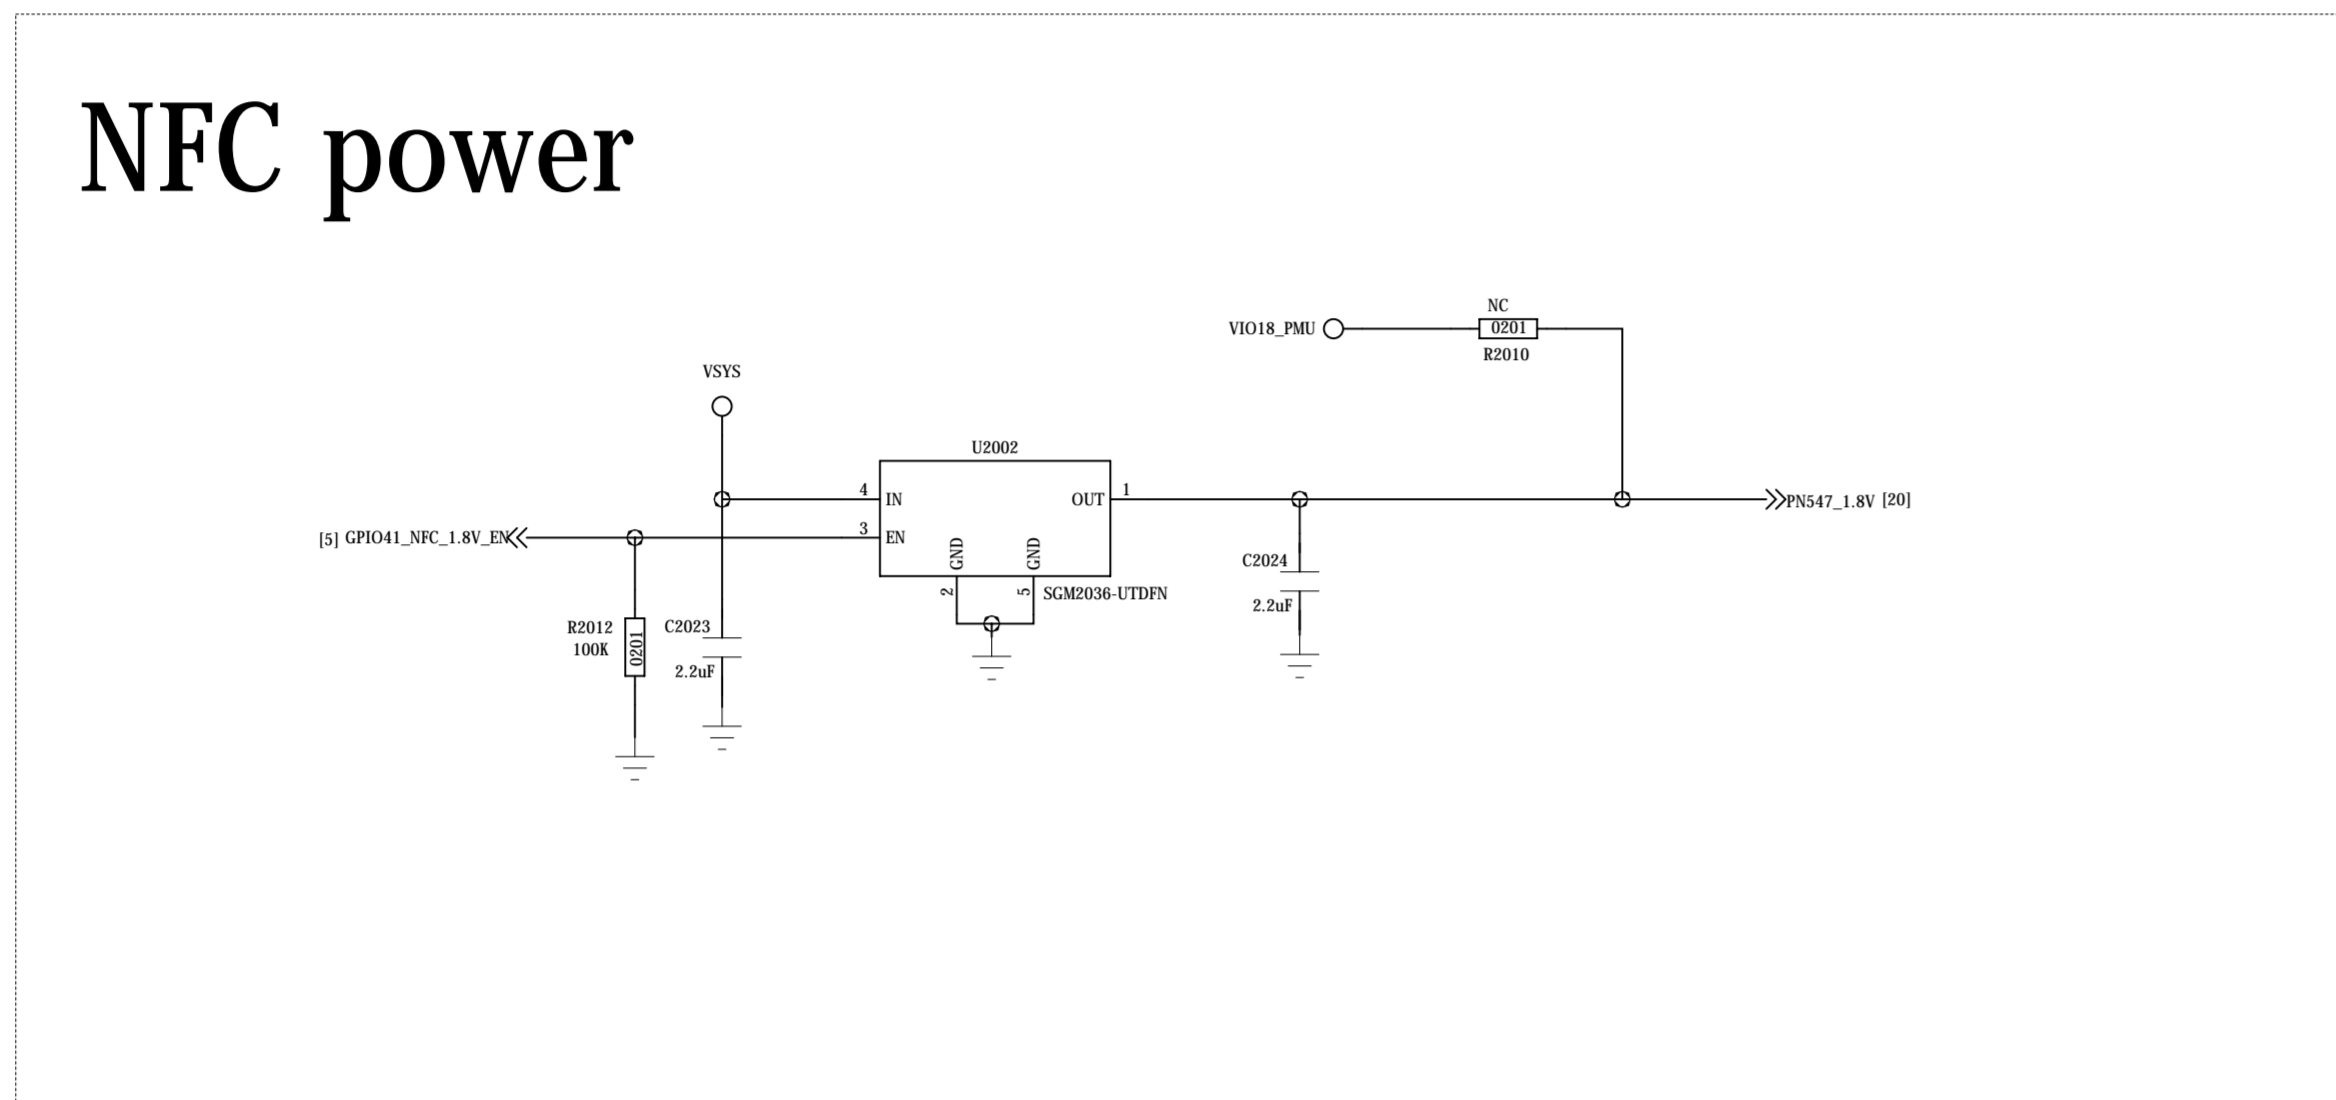 NFC power
NC
VIO18_PMU
0201
R2010
VSYS
U2002
4
IN
OUT
1
PN547_1.8V [20]
[5] GPIO41_NFC_1.8V_EN
3
EN
GND
GND
2
5
SGM2036-UTDFN
C2024
2.2uF
R2012
100K
0201
C2023
2.2uF